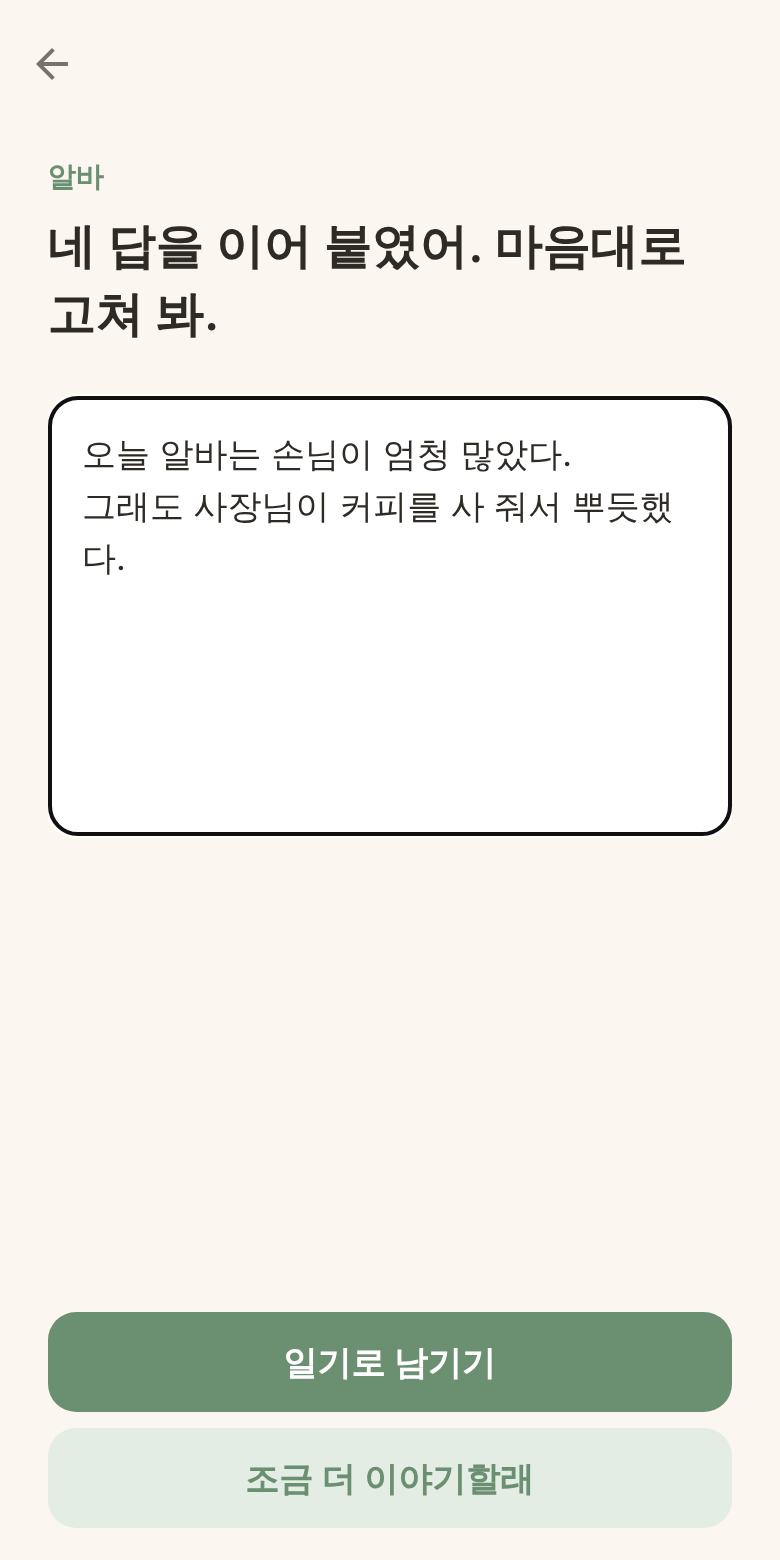 알바
네 답을 이어 붙였어. 마음대로
고쳐 봐.
오늘 알바는 손님이 엄청 많았다.
그래도 사장님이 커피를 사 줘서 뿌듯했
다.
일기로 남기기
조금 더 이야기할래